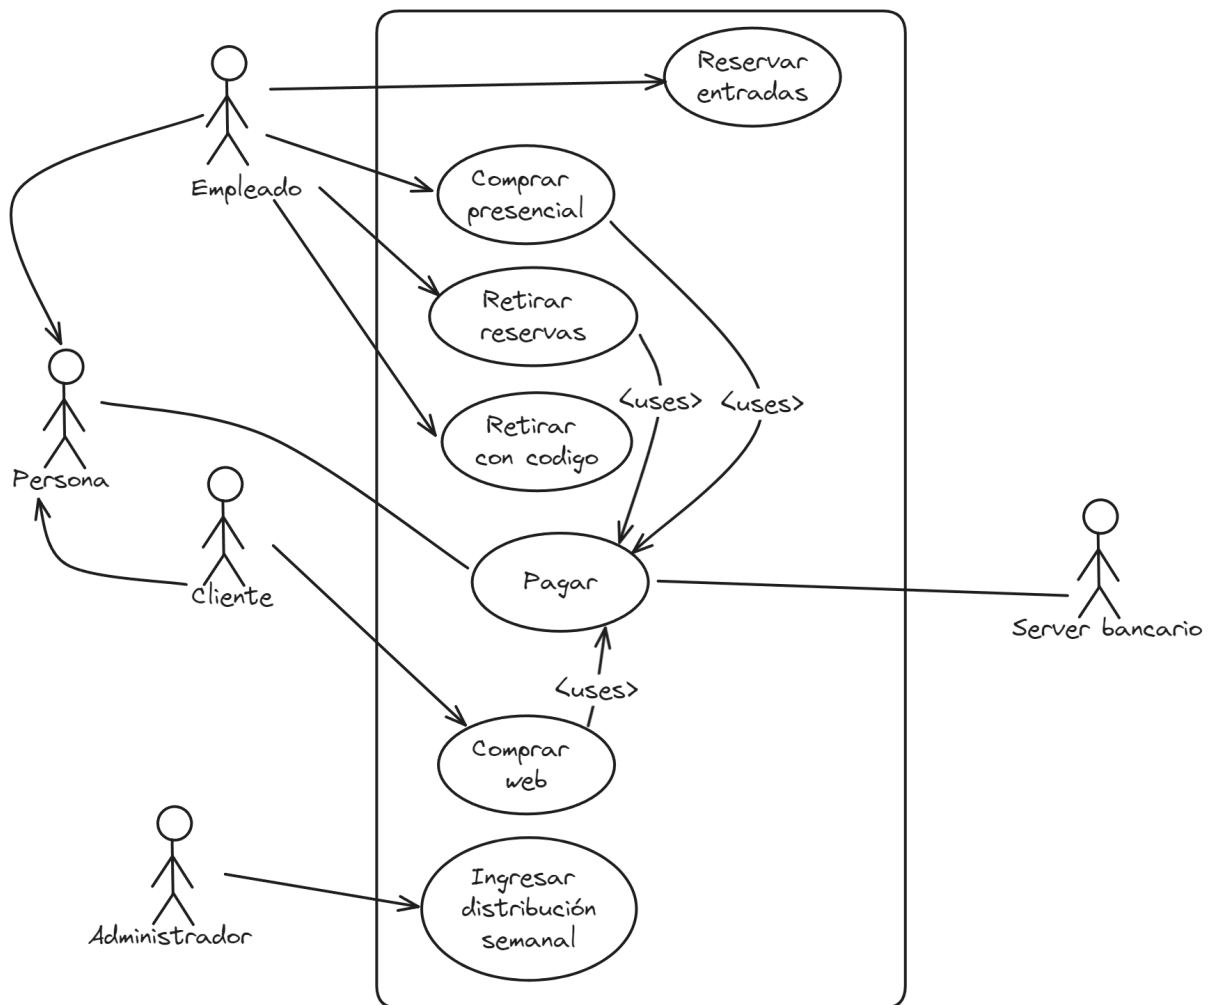 Reservar
entradas
Empleado
Comprar
presencial
Retirar
reservas
<uses>
<uses>
Retirar
con codigo
Persona
Cliente
Pagar
Server bancario
<uses>
Comprar
web
Administrador
Ingresar
distribución
semanal